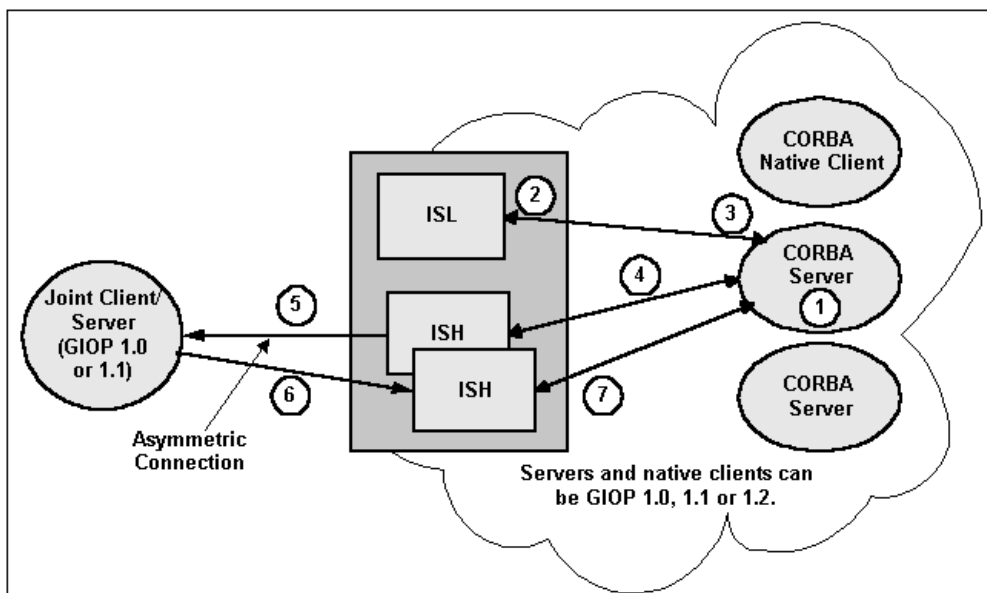 CORBA
Native Client
ISL
2
3
CORBA
Server
1
4
Joint Client/
Server
(GIOP 1.0
or 1.1)
5
ISH
6
ISH
7
CORBA
Server
Asymmetric
Connection
Servers and native clients can
be GIOP 1.0, 1.1 or 1.2.